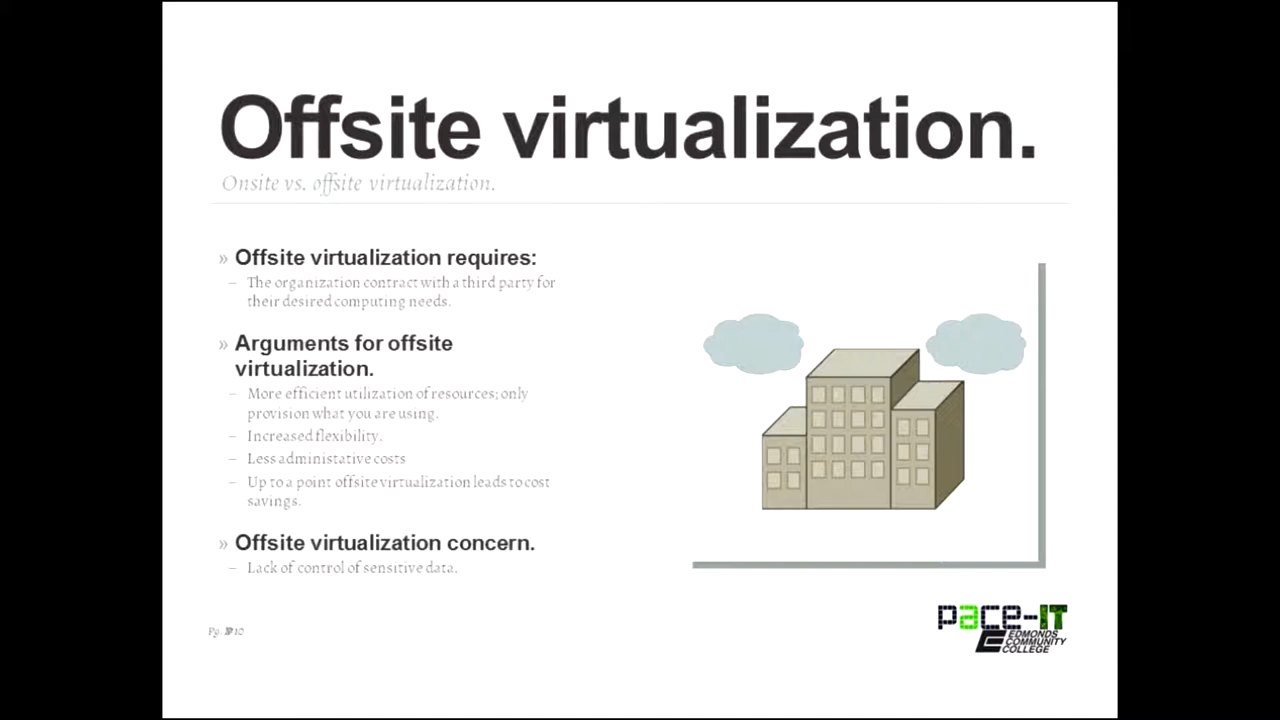 Offsite virtualization.
Onsite vs. offsite virtualization.
» Offsite virtualization requires:
– The organization contract with a third party for
their desired computing needs.
» Arguments for offsite
virtualization.
– More efficient utilization of resources; only
provision what you are using.
– Increased flexibility.
– Less administative costs
– Up to a point offsite virtualization leads to cost
savings.
» Offsite virtualization concern.
– Lack of control of sensitive data.
Pg. 10
pace-IT
EDMONDS
COMMUNITY
COLLEGE